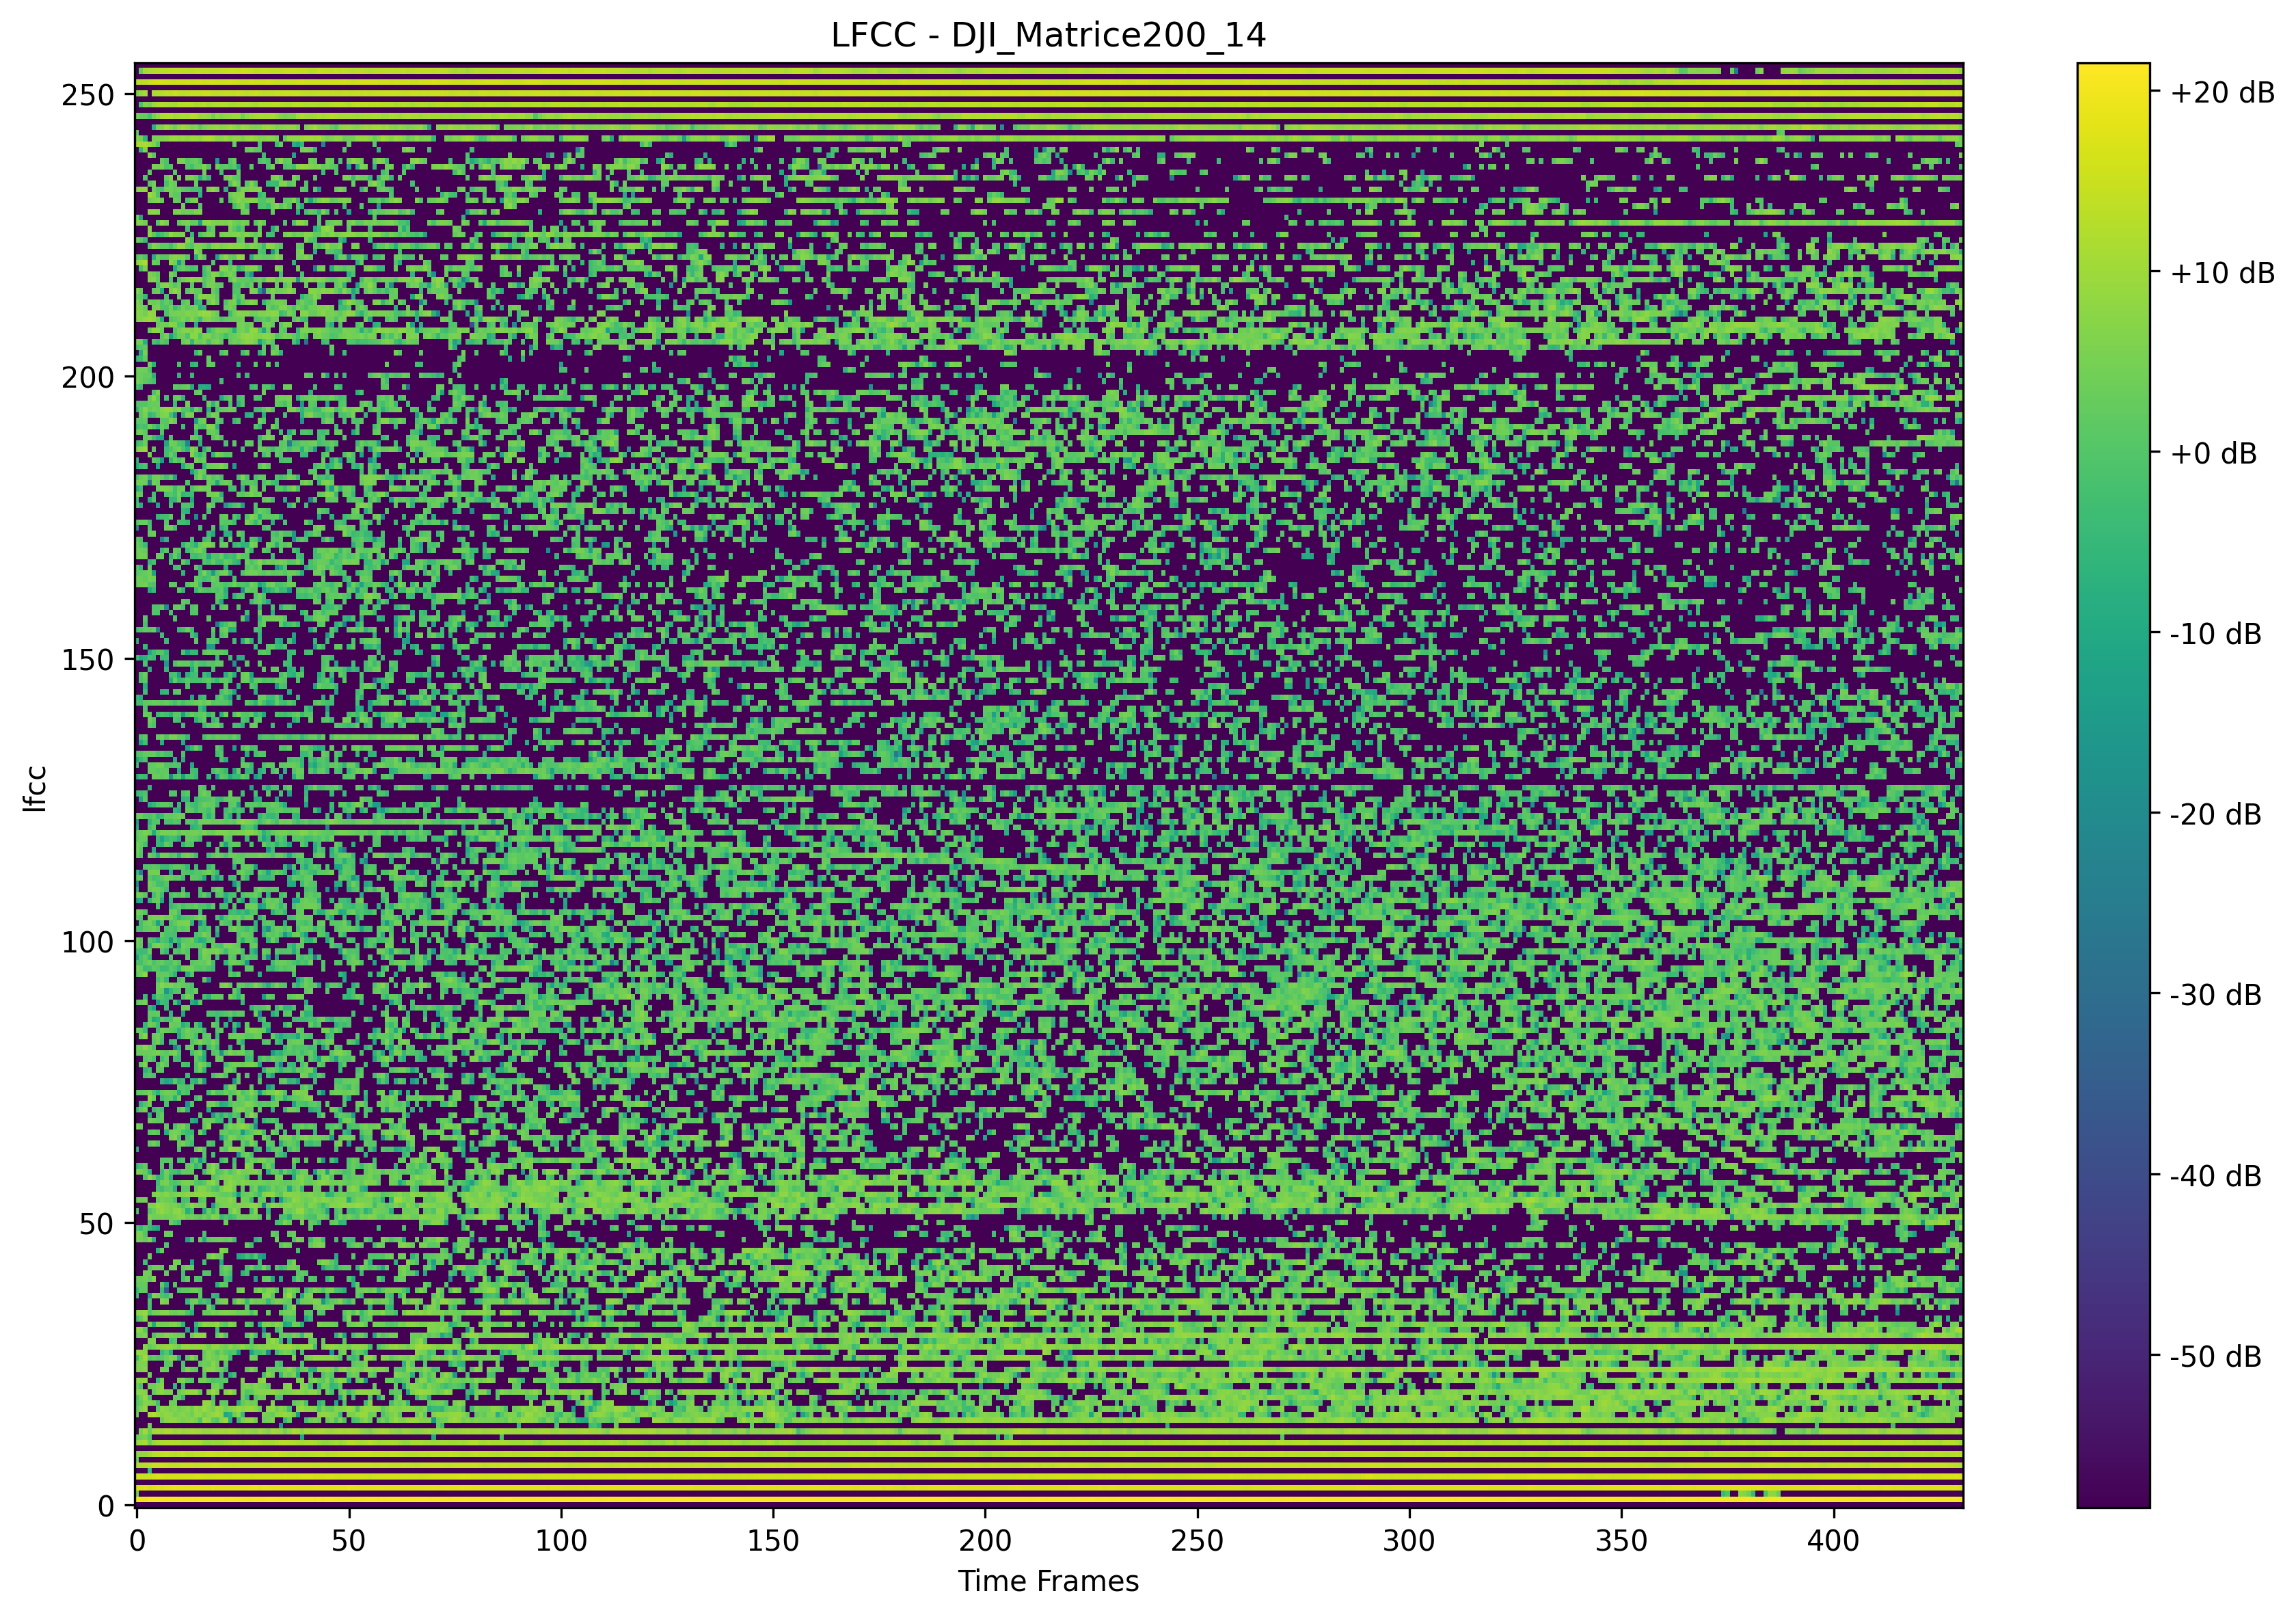 LFCC - DJI_Matrice200_14
250
200
150
100
50
0
lfcc
0 50 100 150 200 250 300 350 400
Time Frames
+20 dB
+10 dB
+0 dB
-10 dB
-20 dB
-30 dB
-40 dB
-50 dB